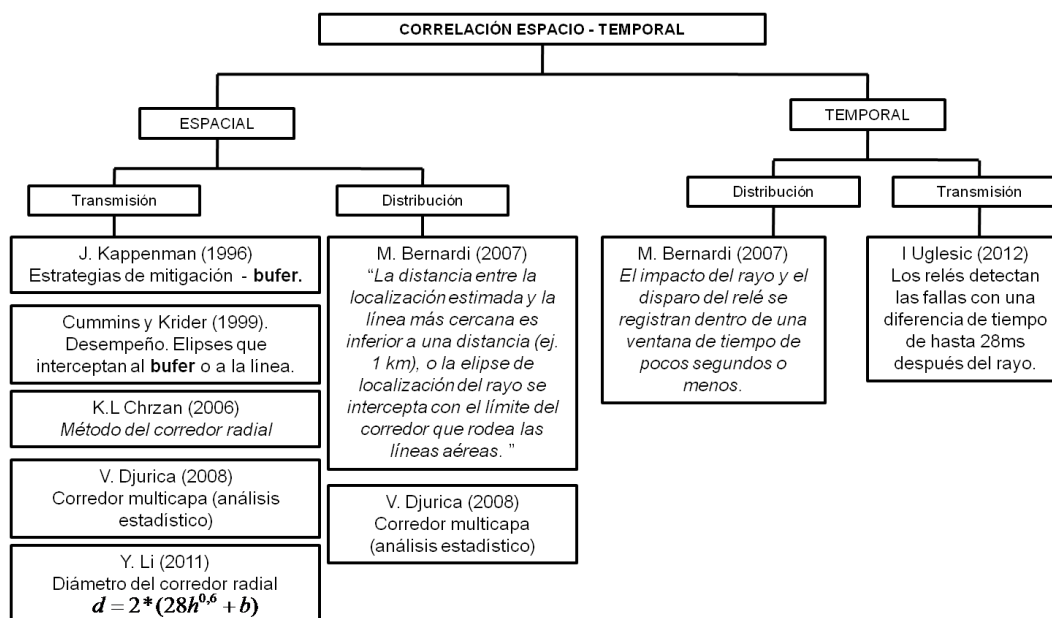 CORRELACIÓN ESPACIO - TEMPORAL
ESPACIAL
TEMPORAL
Transmisión
Distribución
Distribución
Transmisión
J. Kappenman (1996)
Estrategias de mitigación - bufer.
Cummins y Krider (1999).
Desempeño. Elipses que
interceptan al bufer o a la línea.
K.L Chrzan (2006)
Método del corredor radial
V. Djurica (2008)
Corredor multicapa (análisis
estadístico)
Y. Li (2011)
Diámetro del corredor radial
d = 2*(28h^0,6 + b)
M. Bernardi (2007)
“La distancia entre la
localización estimada y la
línea más cercana es
inferior a una distancia (ej.
1 km), o la elipse de
localización del rayo se
intercepta con el límite del
corredor que rodea las
líneas aéreas. ”
V. Djurica (2008)
Corredor multicapa
(análisis estadístico)
M. Bernardi (2007)
El impacto del rayo y el
disparo del relé se
registran dentro de una
ventana de tiempo de
pocos segundos o
menos.
I Uglesic (2012)
Los relés detectan
las fallas con una
diferencia de tiempo
de hasta 28ms
después del rayo.